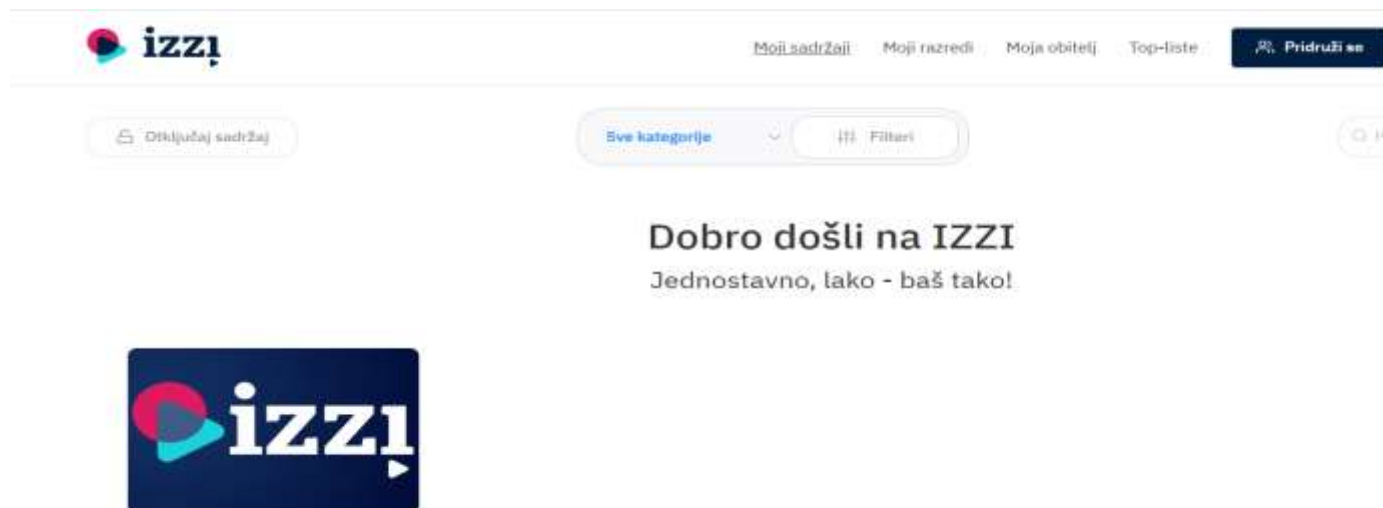 izzi
Moji sadržaji Moji razredi Moja obitelj Top-liste Pridruži se
Otključaj sadržaj Sve kategorije Filteri
Dobro došli na IZZI
Jednostavno, lako - baš tako!
izzi